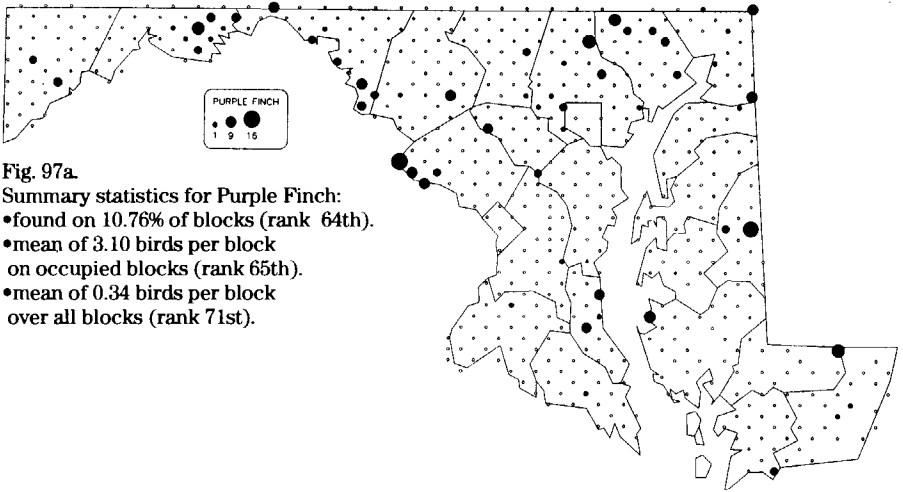 PURPLE FINCH
1 9 16
Fig. 97a.
Summary statistics for Purple Finch:
•found on 10.76% of blocks (rank 64th).
•mean of 3.10 birds per block
on occupied blocks (rank 65th).
•mean of 0.34 birds per block
over all blocks (rank 71st).